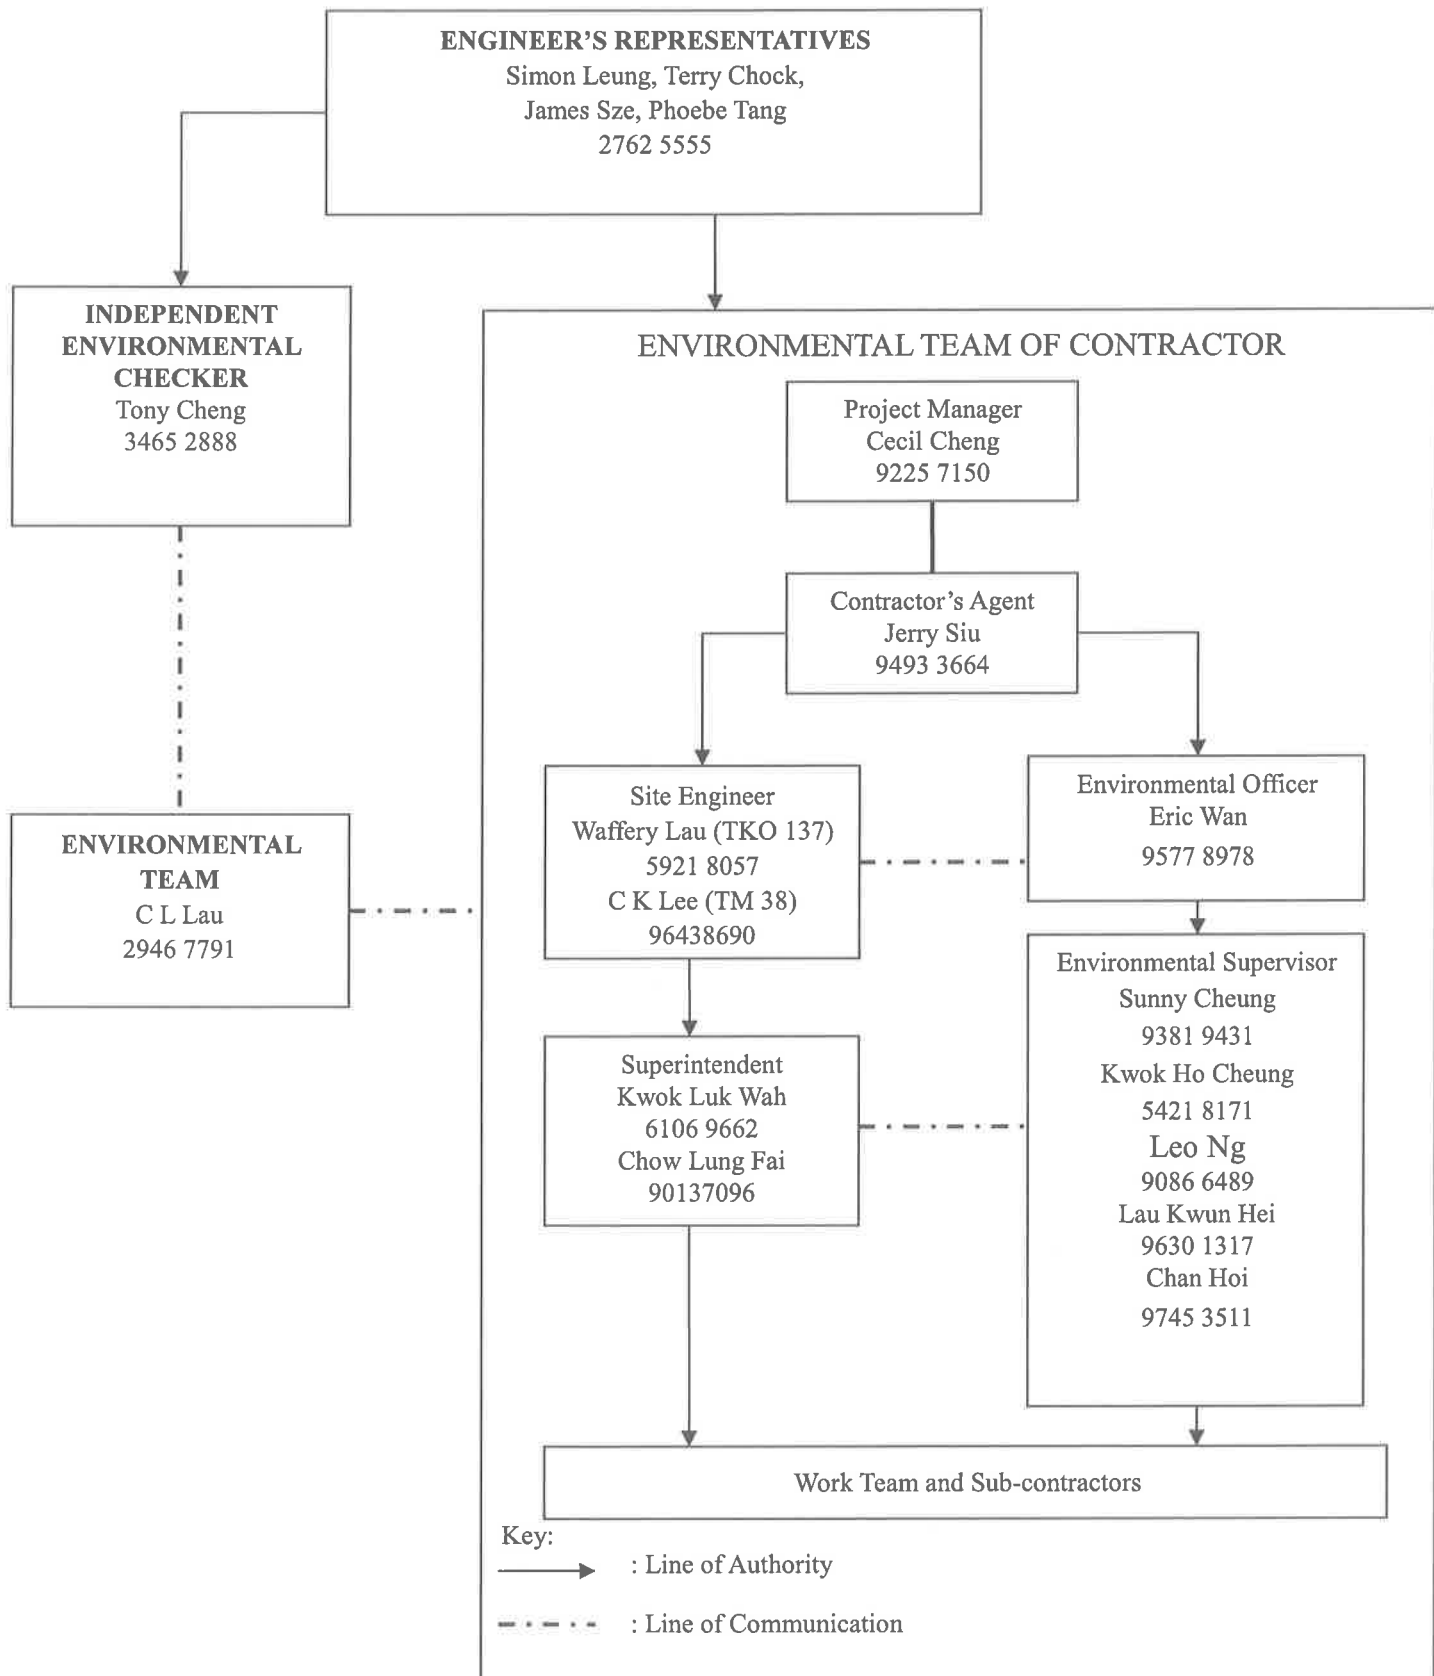 ENGINEER'S REPRESENTATIVES
Simon Leung, Terry Chock,
James Sze, Phoebe Tang
2762 5555
INDEPENDENT
ENVIRONMENTAL
CHECKER
Tony Cheng
3465 2888
ENVIRONMENTAL
TEAM
C L Lau
2946 7791
ENVIRONMENTAL TEAM OF CONTRACTOR
Project Manager
Cecil Cheng
9225 7150
Contractor's Agent
Jerry Siu
9493 3664
Site Engineer
Waffery Lau (TKO 137)
5921 8057
C K Lee (TM 38)
96438690
Environmental Officer
Eric Wan
9577 8978
Superintendent
Kwok Luk Wah
6106 9662
Chow Lung Fai
90137096
Environmental Supervisor
Sunny Cheung
9381 9431
Kwok Ho Cheung
5421 8171
Leo Ng
9086 6489
Lau Kwun Hei
9630 1317
Chan Hoi
9745 3511
Work Team and Sub-contractors
Key:
: Line of Authority
: Line of Communication